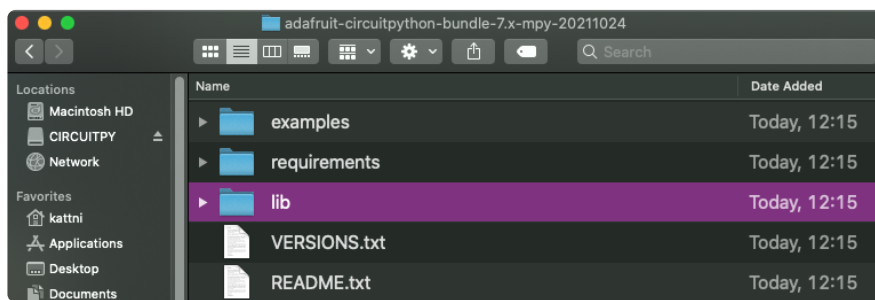 adafruit-circuitpython-bundle-7.x-mpy-20211024
Search
Locations
Macintosh HD
CIRCUITPY
Network
Favorites
kattni
Applications
Desktop
Documents
Name Date Added
examples Today, 12:15
requirements Today, 12:15
lib Today, 12:15
VERSIONS.txt Today, 12:15
README.txt Today, 12:15